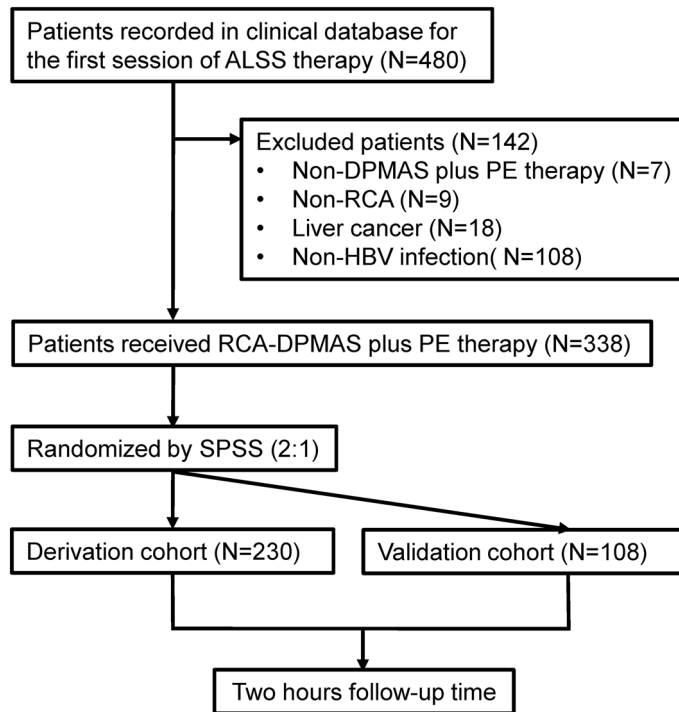 Patients recorded in clinical database for
the first session of ALSS therapy (N=480)
Excluded patients (N=142)
• Non-DPMAS plus PE therapy (N=7)
• Non-RCA (N=9)
• Liver cancer (N=18)
• Non-HBV infection( N=108)
Patients received RCA-DPMAS plus PE therapy (N=338)
Randomized by SPSS (2:1)
Derivation cohort (N=230)
Validation cohort (N=108)
Two hours follow-up time